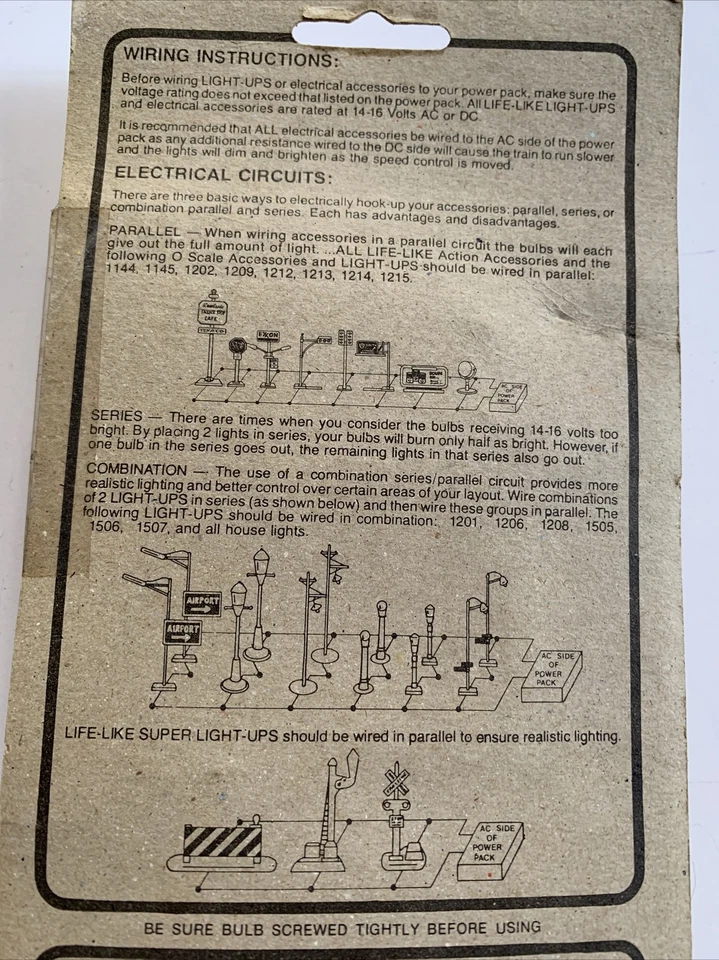 WIRING INSTRUCTIONS:
Before wiring LIGHT-UPS or electrical accessories to your power pack, make sure the
voltage rating does not exceed that listed on the power pack. All LIFE-LIKE LIGHT-UPS
and electrical accessories are rated at 14-16 Volts AC or DC.
It is recommended that ALL electrical accessories be wired to the AC side of the power
pack as any additional resistance wired to the DC side will cause the train to run slower
and the lights will dim and brighten as the speed control is moved.
ELECTRICAL CIRCUITS:
There are three basic ways to electrically hook-up your accessories: parallel, series, or
combination parallel and series. Each has advantages and disadvantages.
PARALLEL — When wiring accessories in a parallel circuit the bulbs will each
give out the full amount of light. ...ALL LIFE-LIKE Action Accessories and the
following O Scale Accessories and LIGHT-UPS should be wired in parallel:
1144, 1145, 1202, 1209, 1212, 1213, 1214, 1215.
TRUCK STOP
CAFE
EXXON
AC SIDE
OF
POWER
PACK
SERIES — There are times when you consider the bulbs receiving 14-16 volts too
bright. By placing 2 lights in series, your bulbs will burn only half as bright. However, if
one bulb in the series goes out, the remaining lights in that series also go out.
COMBINATION — The use of a combination series/parallel circuit provides more
realistic lighting and better control over certain areas of your layout. Wire combinations
of 2 LIGHT-UPS in series (as shown below) and then wire these groups in parallel. The
following LIGHT-UPS should be wired in combination: 1201, 1206, 1208, 1505,
1506, 1507, and all house lights.
AIRPORT
AIRPORT
AC SIDE
OF
POWER
PACK
LIFE-LIKE SUPER LIGHT-UPS should be wired in parallel to ensure realistic lighting.
AC SIDE
OF
POWER
PACK
BE SURE BULB SCREWED TIGHTLY BEFORE USING